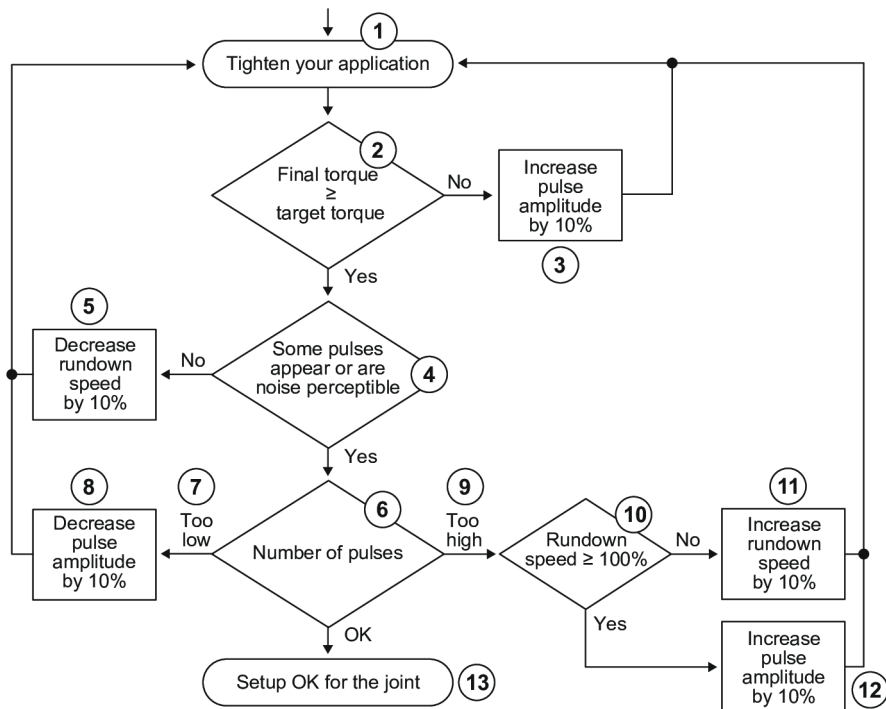 1
Tighten your application
2
Final torque
≥
target torque
No
Increase
pulse
amplitude
by 10%
3
Yes
5
Decrease
rundown
speed
by 10%
No
Some pulses
appear or are
noise perceptible
4
Yes
8
Decrease
pulse
amplitude
by 10%
7
Too
low
6
Number of pulses
9
Too
high
10
Rundown
speed ≥ 100%
No
11
Increase
rundown
speed
by 10%
Yes
Increase
pulse
amplitude
by 10%
12
OK
Setup OK for the joint
13